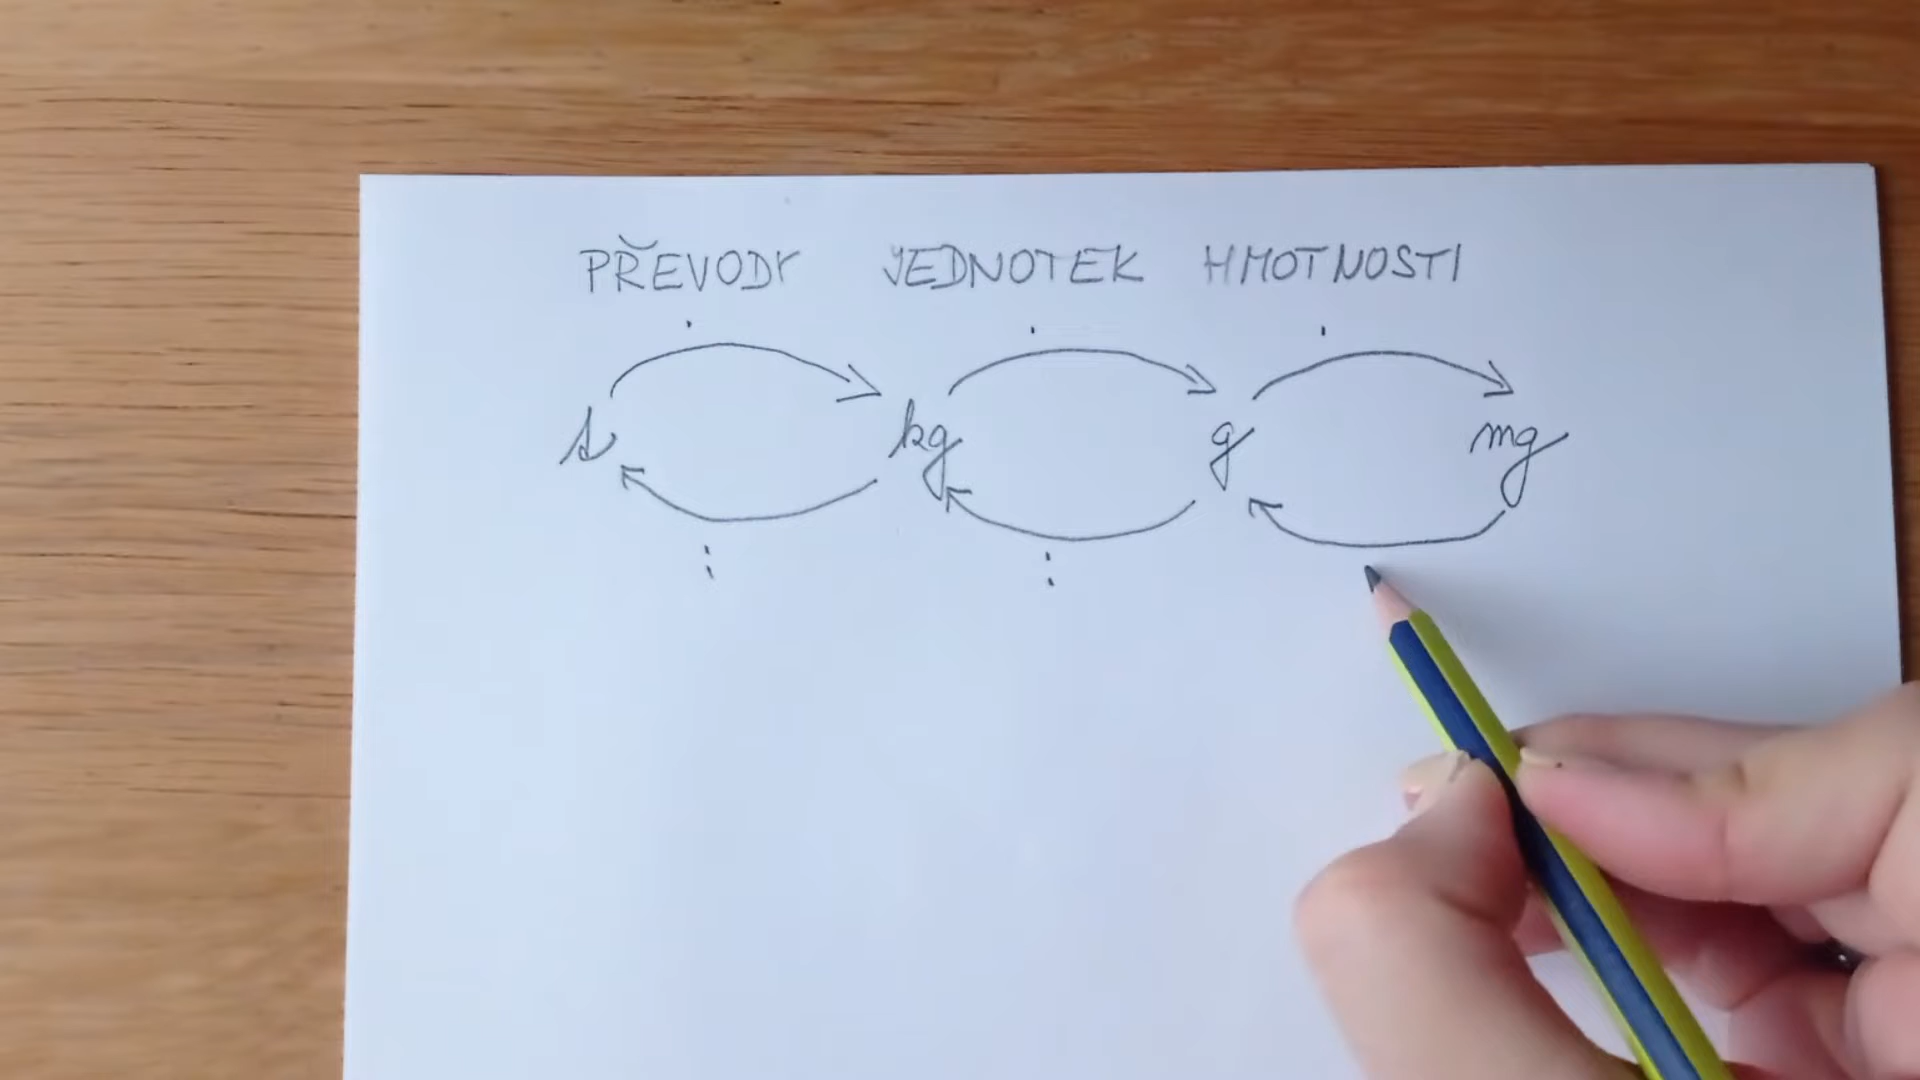 PŘEVODY JEDNOTEK HMOTNOSTI
. . .
t kg g mg
: :